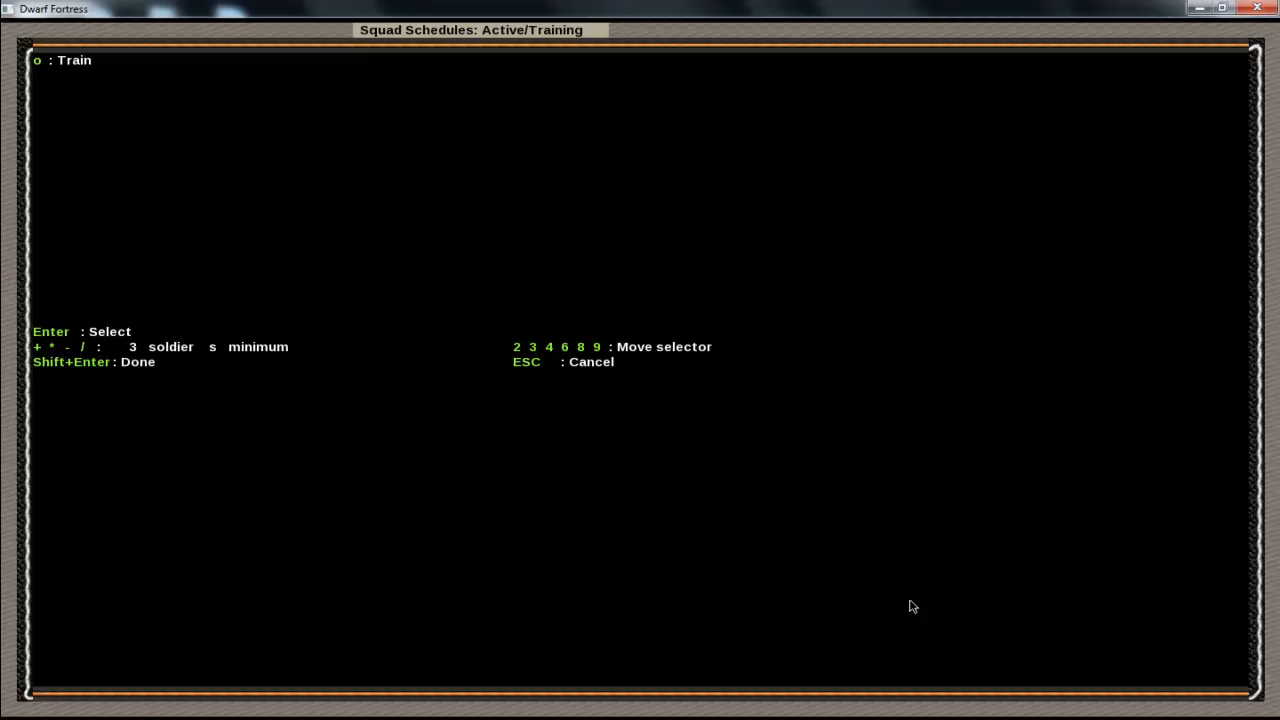 Dwarf Fortress
Squad Schedules: Active/Training
o : Train
Enter : Select
+ * - / : 3 soldier s minimum 2 3 4 6 8 9 : Move selector
Shift+Enter : Done ESC : Cancel